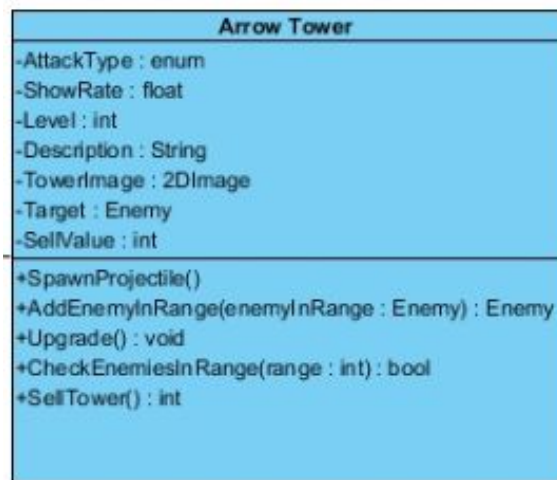 Arrow Tower
-AttackType : enum
-ShowRate : float
-Level : int
-Description : String
-TowerImage : 2DImage
-Target : Enemy
-SellValue : int
+SpawnProjectile()
+AddEnemyInRange(enemyInRange : Enemy) : Enemy
+Upgrade() : void
+CheckEnemiesInRange(range : int) : bool
+SellTower() : int